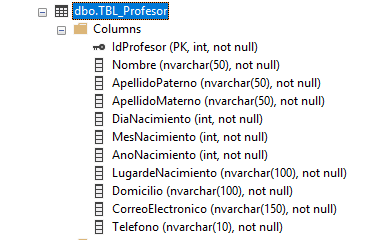 dbo.TBL_Profesor
Columns
IdProfesor (PK, int, not null)
Nombre (nvarchar(50), not null)
ApellidoPaterno (nvarchar(50), not null)
ApellidoMaterno (nvarchar(50), not null)
DiaNacimiento (int, not null)
MesNacimiento (int, not null)
AnoNacimiento (int, not null)
LugardeNacimiento (nvarchar(100), not null)
Domicilio (nvarchar(100), not null)
CorreoElectronico (nvarchar(150), not null)
Telefono (nvarchar(10), not null)